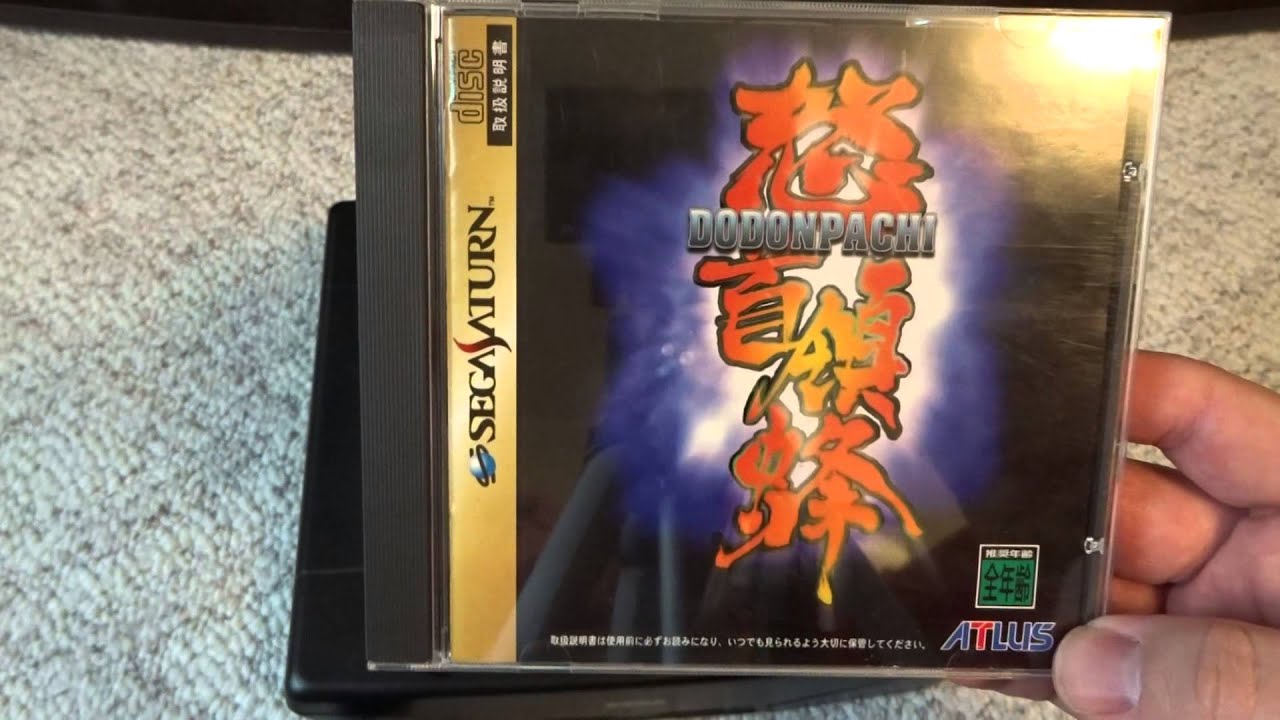 disc
取扱説明書
SEGA SATURN™
怒
DODONPACHI
首領
蜂
推奨年齢
全年齢
取扱説明書は使用前に必ずお読みになり、いつでも見られるよう大切に保管してください。
ATLUS